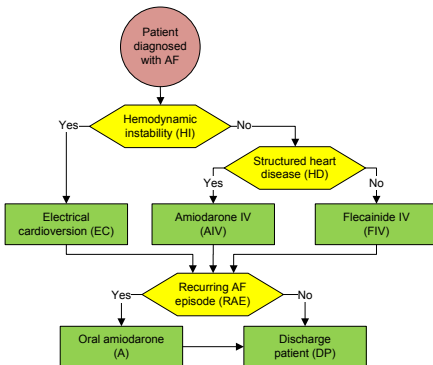 Patient
diagnosed
with AF
Hemodynamic
instability (HI)
Yes
No
Structured heart
disease (HD)
Yes
No
Electrical
cardioversion (EC)
Amiodarone IV
(AIV)
Flecainide IV
(FIV)
Recurring AF
episode (RAE)
Yes
No
Oral amiodarone
(A)
Discharge
patient (DP)